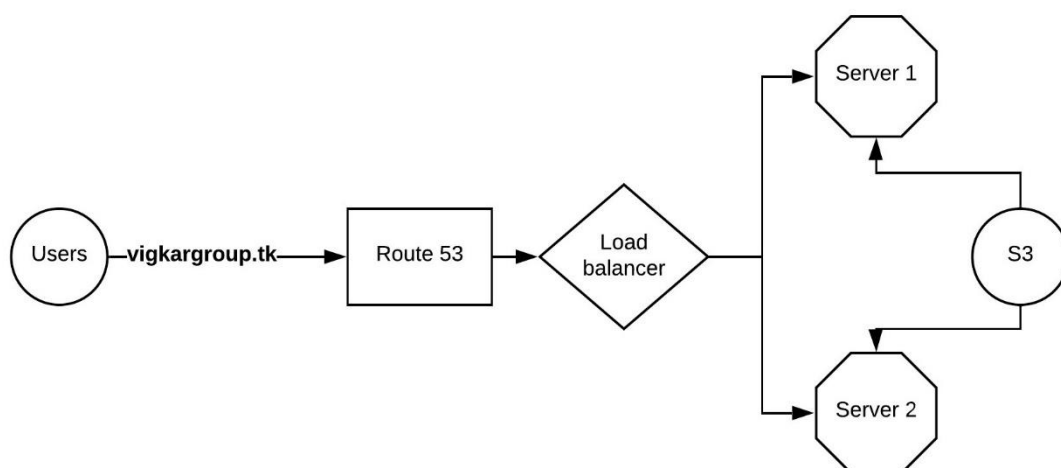 Server 1
Users
vigkargroup.tk
Route 53
Load
balancer
S3
Server 2